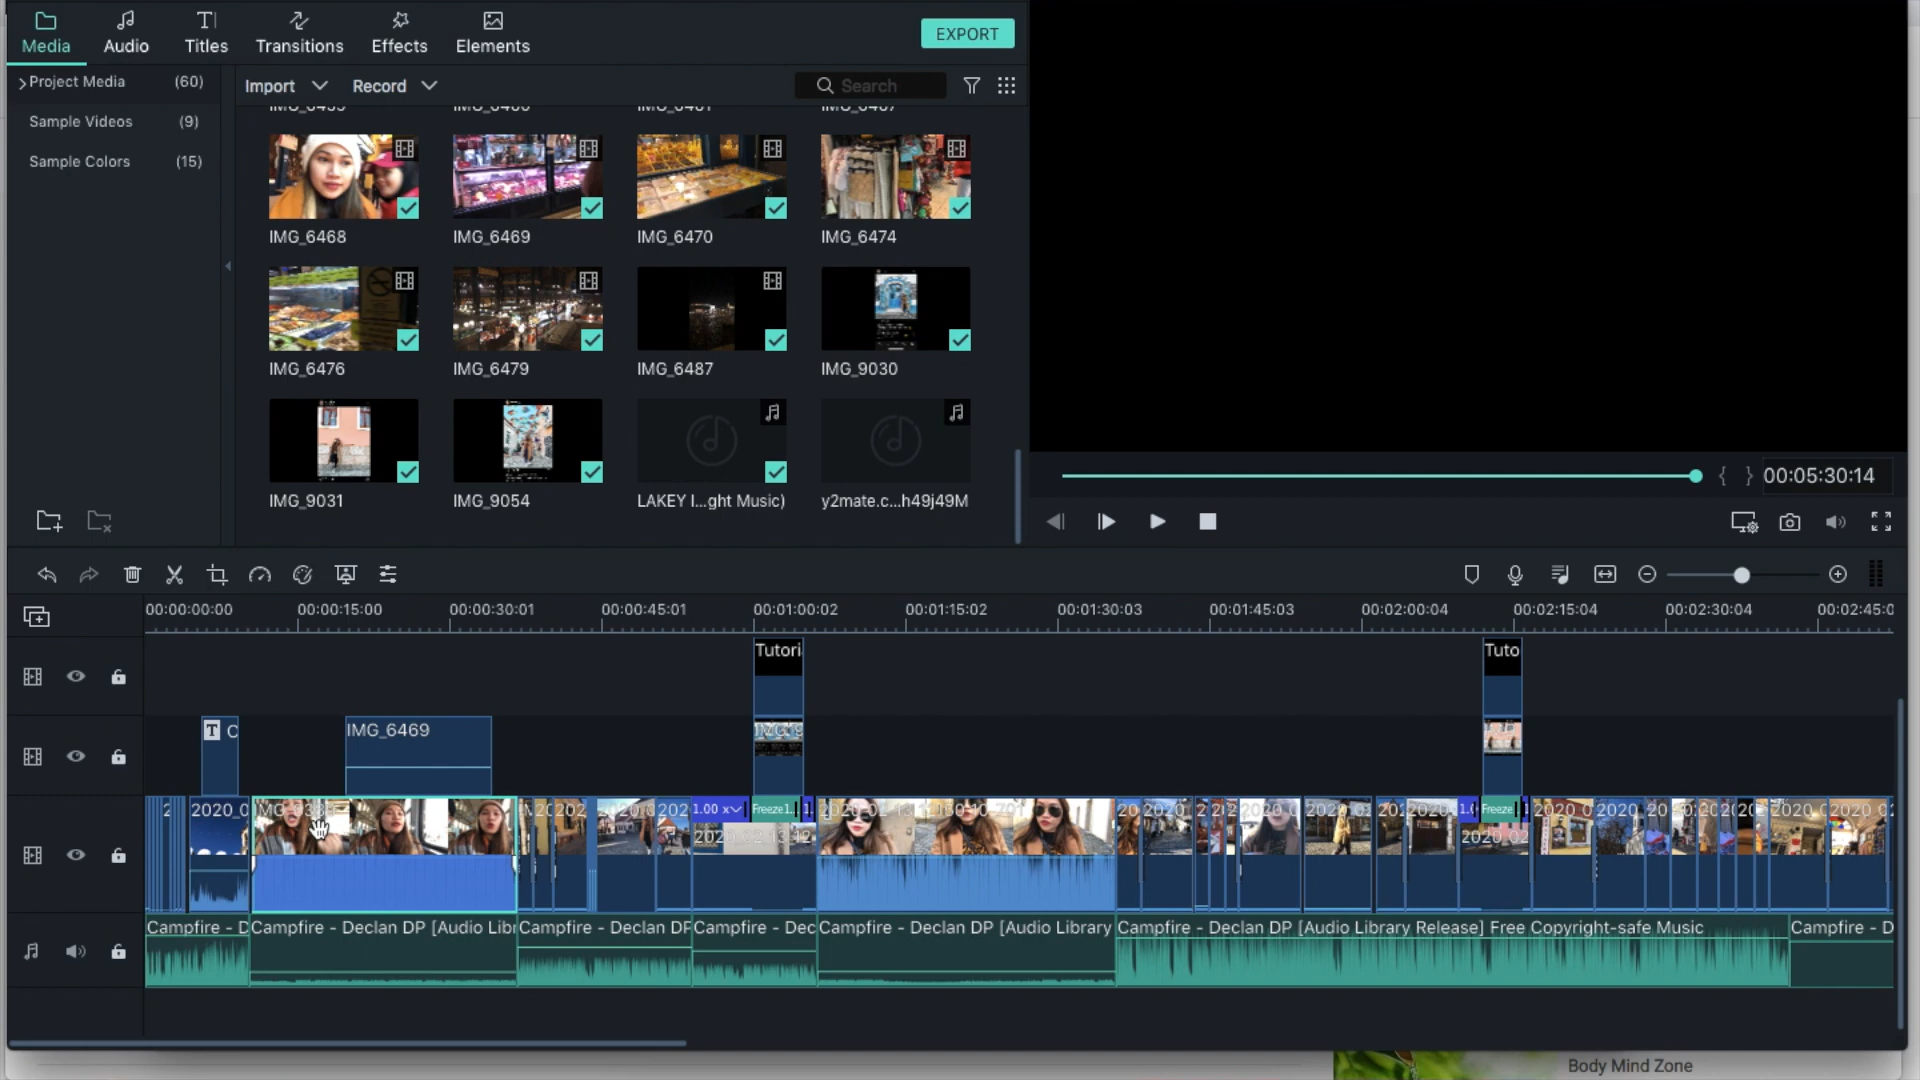 Media
Audio
Titles
Transitions
Effects
Elements
EXPORT
Project Media (60)
Sample Videos (9)
Sample Colors (15)
Import
Record
Search
IMG_6468
IMG_6469
IMG_6470
IMG_6474
IMG_6476
IMG_6479
IMG_6487
IMG_9030
IMG_9031
IMG_9054
LAKEY I...ght Music)
y2mate.c...h49j49M
{ } 00:05:30:14
00:00:00:00
00:00:15:00
00:00:30:01
00:00:45:01
00:01:00:02
00:01:15:02
00:01:30:03
00:01:45:03
00:02:00:04
00:02:15:04
00:02:30:04
00:02:45:0
Tutori
Tuto
T C
IMG_6469
2 2020_0
1.00 x
Freeze1..
Freeze
Campfire - D
Campfire - Declan DP [Audio Libr
Campfire - Declan DP
Campfire - Dec
Campfire - Declan DP [Audio Library
Campfire - Declan DP [Audio Library Release] Free Copyright-safe Music
Campfire - D
Body Mind Zone